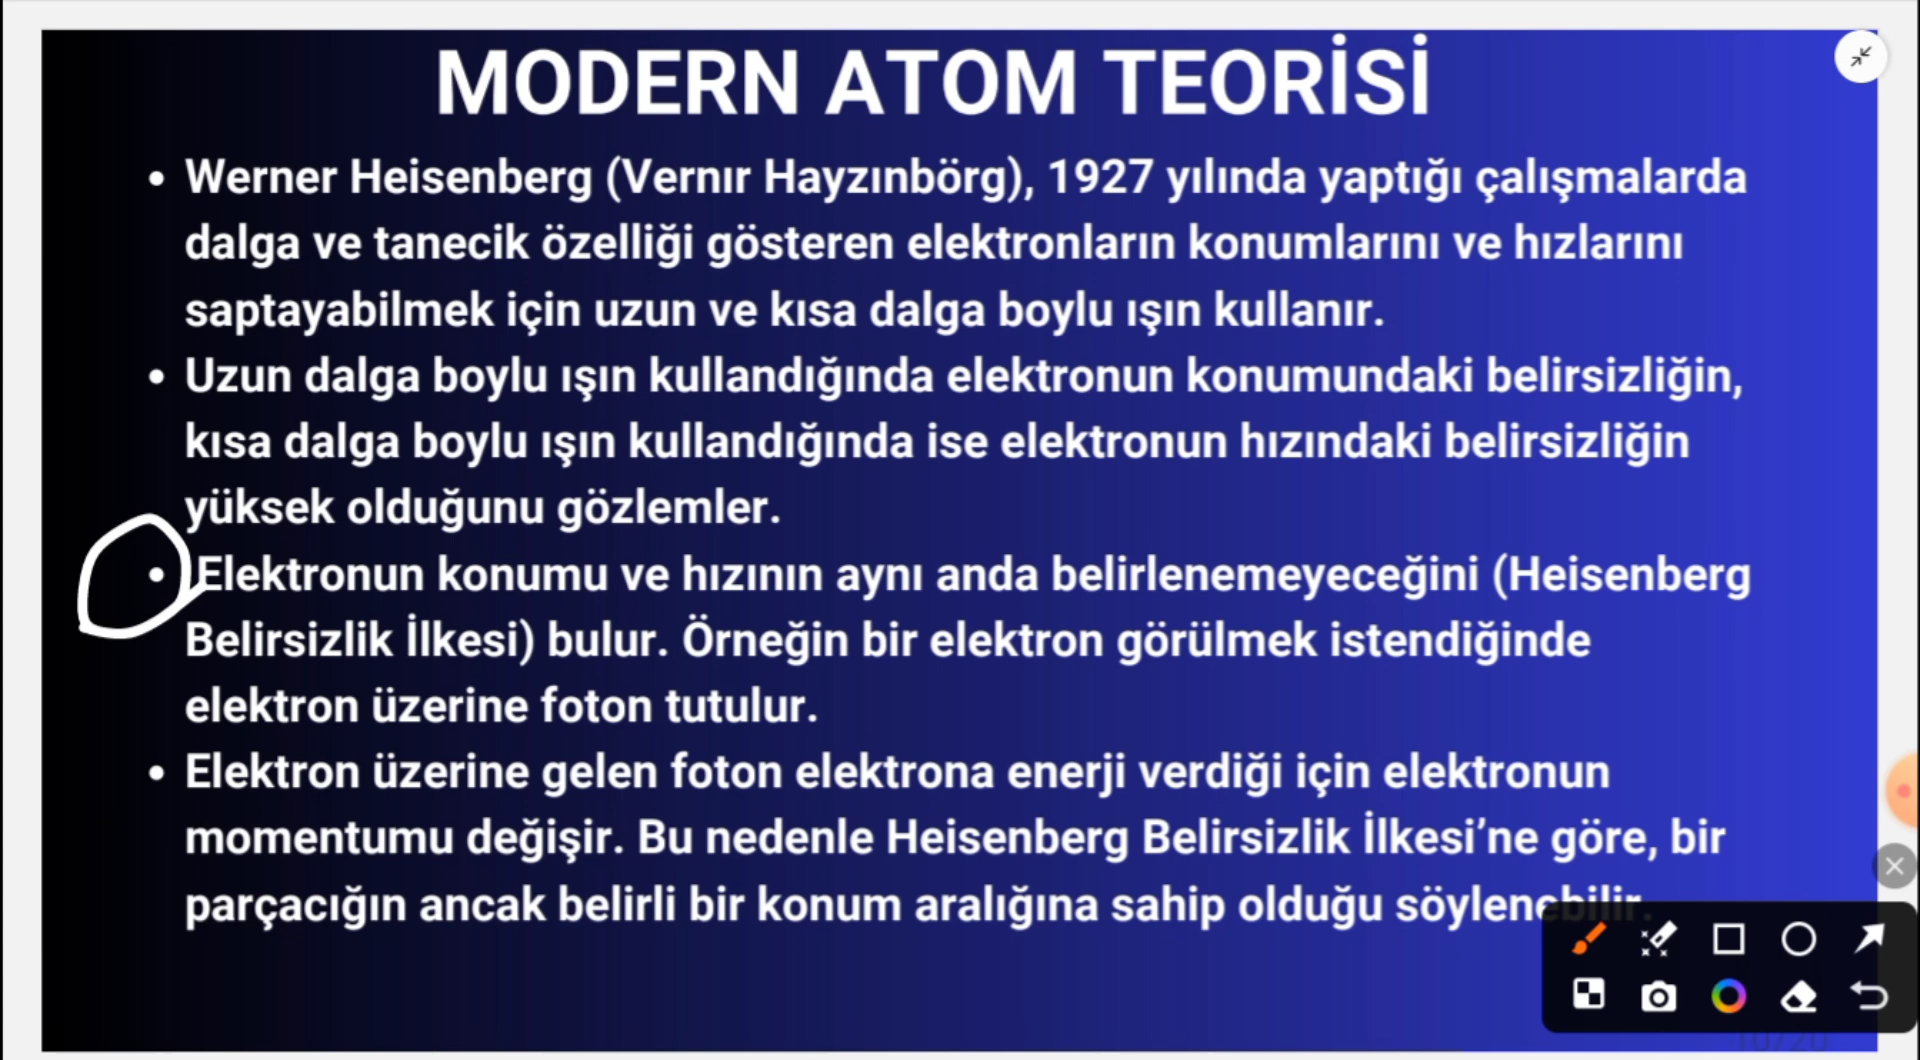 MODERN ATOM TEORİSİ
• Werner Heisenberg (Vernır Hayzınbörg), 1927 yılında yaptığı çalışmalarda
dalga ve tanecik özelliği gösteren elektronların konumlarını ve hızlarını
saptayabilmek için uzun ve kısa dalga boylu ışın kullanır.
• Uzun dalga boylu ışın kullandığında elektronun konumundaki belirsizliğin,
kısa dalga boylu ışın kullandığında ise elektronun hızındaki belirsizliğin
yüksek olduğunu gözlemler.
• Elektronun konumu ve hızının aynı anda belirlenemeyeceğini (Heisenberg
Belirsizlik İlkesi) bulur. Örneğin bir elektron görülmek istendiğinde
elektron üzerine foton tutulur.
• Elektron üzerine gelen foton elektrona enerji verdiği için elektronun
momentumu değişir. Bu nedenle Heisenberg Belirsizlik İlkesi’ne göre, bir
parçacığın ancak belirli bir konum aralığına sahip olduğu söylenebilir.